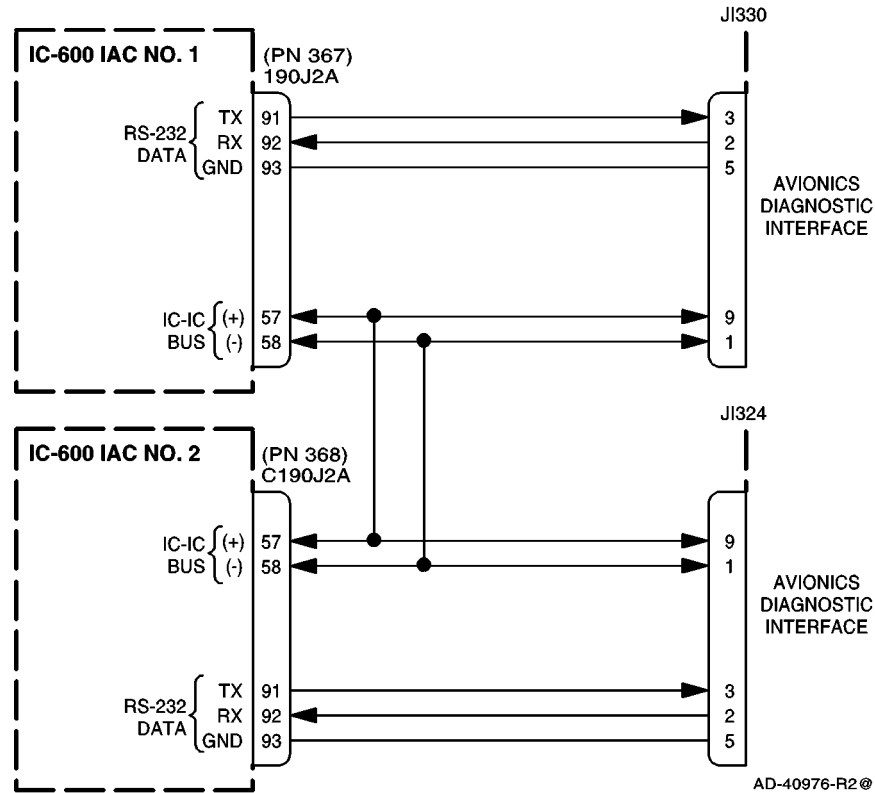 JI330
IC-600 IAC NO. 1
(PN 367)
190J2A
TX 91 3
RS-232 RX 92 2
DATA GND 93 5
AVIONICS
DIAGNOSTIC
INTERFACE
IC-IC (+) 57 9
BUS (-) 58 1
JI324
IC-600 IAC NO. 2
(PN 368)
C190J2A
IC-IC (+) 57 9
BUS (-) 58 1
AVIONICS
DIAGNOSTIC
INTERFACE
TX 91 3
RS-232 RX 92 2
DATA GND 93 5
AD-40976-R2@